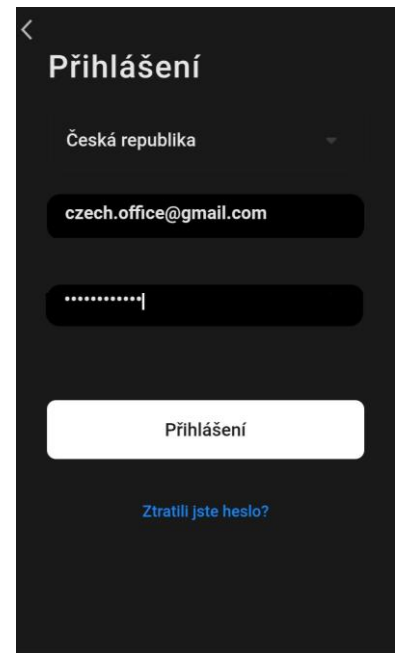 Přihlášení
Česká republika
czech.office@gmail.com
••••••••••••
Přihlášení
Ztratili jste heslo?